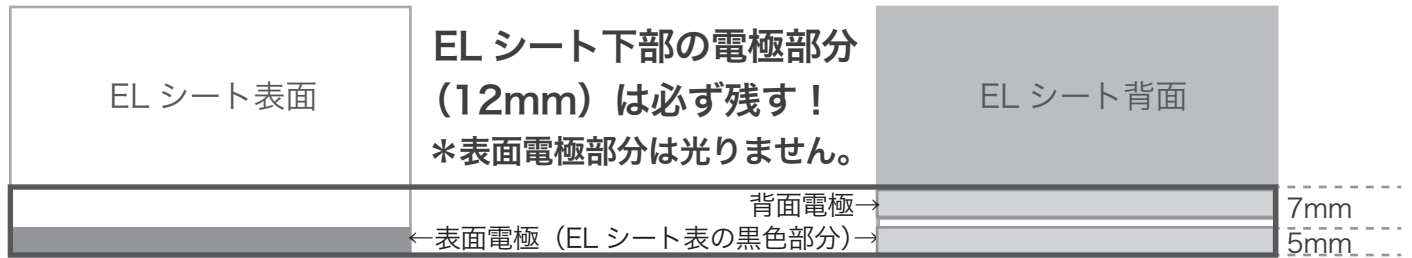 EL シート表面
EL シート下部の電極部分
（12mm）は必ず残す！
＊表面電極部分は光りません。
EL シート背面
背面電極→
7mm
←表面電極（EL シート表の黒色部分）→
5mm